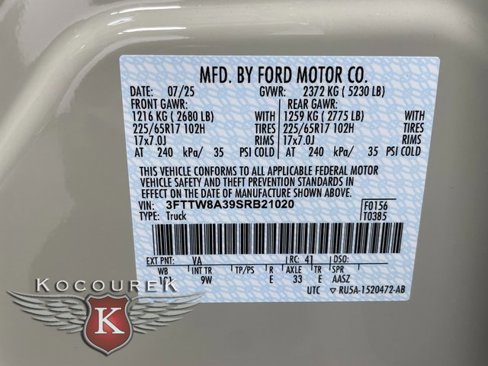 MFD. BY FORD MOTOR CO.
DATE: 07/25 GVWR: 2372 KG ( 5230 LB)
FRONT GAWR: REAR GAWR:
1216 KG ( 2680 LB) WITH 1259 KG ( 2775 LB) WITH
225/65R17 102H TIRES 225/65R17 102H TIRES
17x7.0J RIMS 17x7.0J RIMS
AT 240 kPa/ 35 PSI COLD AT 240 kPa/ 35 PSI COLD
THIS VEHICLE CONFORMS TO ALL APPLICABLE FEDERAL MOTOR
VEHICLE SAFETY AND THEFT PREVENTION STANDARDS IN
EFFECT ON THE DATE OF MANUFACTURE SHOWN ABOVE.
VIN: 3FTTW8A39SRB21020 F0156
TYPE: Truck T0385
EXT PNT: VA RC: 41 DSO:
WB INT TR TP/PS R AXLE TR SPR
9W E 33 E AASZ
UTC ▽ RU5A-1520472-AB
KOCOUREK
K